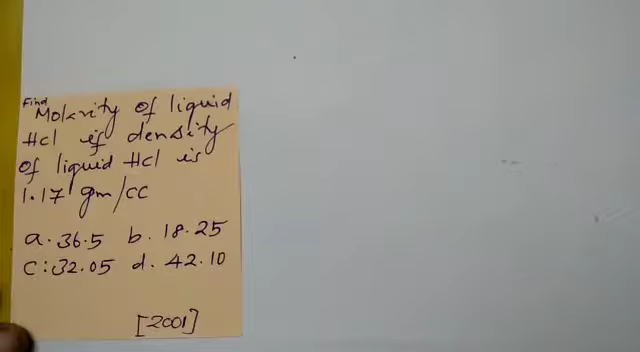 Find
Molarity of liquid
HCl if density
of liquid HCl is
1.17 gm/cc
a. 36.5 b. 18.25
c: 32.05 d. 42.10
[2001]